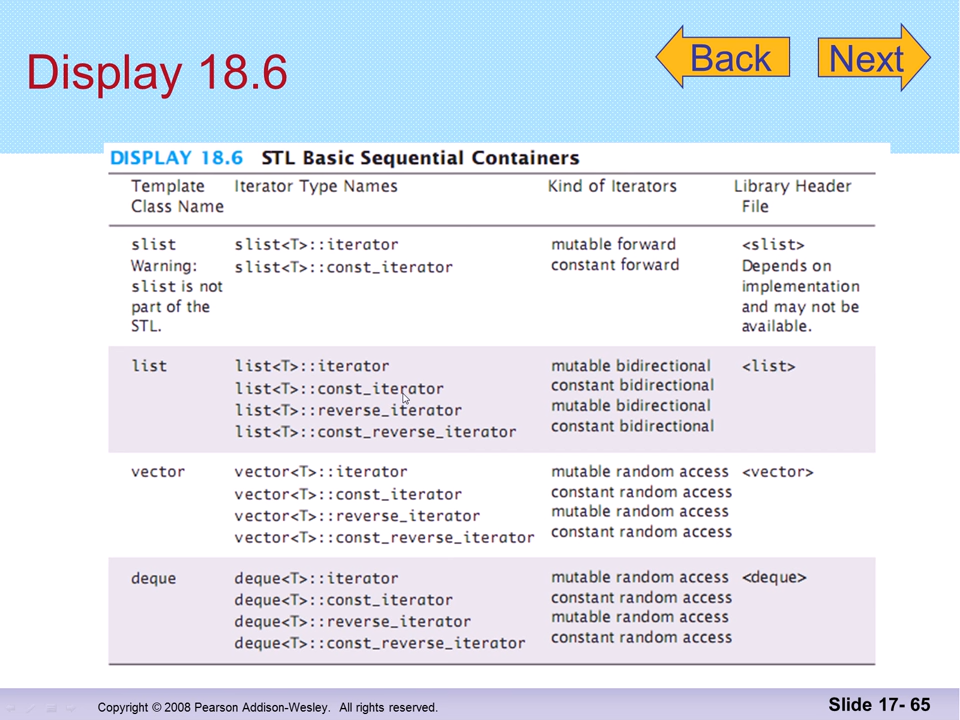 Display 18.6
Back
Next
DISPLAY 18.6 STL Basic Sequential Containers
Template Class Name Iterator Type Names Kind of Iterators Library Header File
slist slist<T>::iterator mutable forward <slist>
Warning: slist<T>::const_iterator constant forward Depends on
slist is not implementation
part of the and may not be
STL. available.
list list<T>::iterator mutable bidirectional <list>
list<T>::const_iterator constant bidirectional
list<T>::reverse_iterator mutable bidirectional
list<T>::const_reverse_iterator constant bidirectional
vector vector<T>::iterator mutable random access <vector>
vector<T>::const_iterator constant random access
vector<T>::reverse_iterator mutable random access
vector<T>::const_reverse_iterator constant random access
deque deque<T>::iterator mutable random access <deque>
deque<T>::const_iterator constant random access
deque<T>::reverse_iterator mutable random access
deque<T>::const_reverse_iterator constant random access
Copyright © 2008 Pearson Addison-Wesley. All rights reserved.
Slide 17- 65